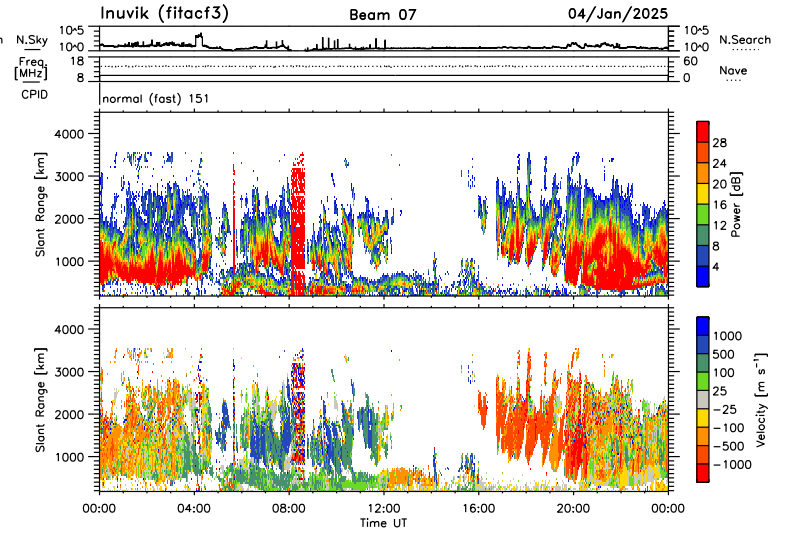 Inuvik (fitacf3) Beam 07 04/Jan/2025
n N.Sky 10^5 10^5 N.Search
10^0 10^0
Freq. 18 60 Nave
[MHz] 8 0
CPID normal (fast) 151
Slant Range [km] 4000 3000 2000 1000
28 24 20 16 12 8 4 Power [dB]
Slant Range [km] 4000 3000 2000 1000
1000 500 100 25 -25 -100 -500 -1000 Velocity [m s⁻¹]
00:00 04:00 08:00 12:00 16:00 20:00 00:00
Time UT